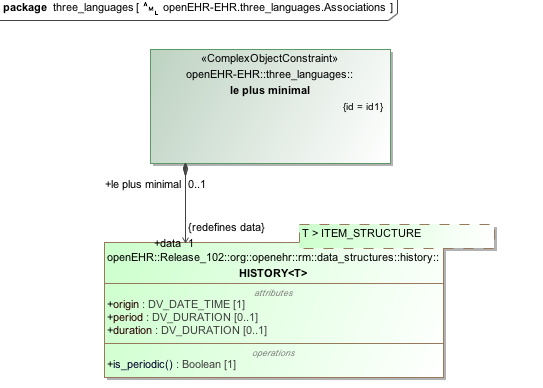 package three_languages [ AML openEHR-EHR.three_languages.Associations ]
«ComplexObjectConstraint»
openEHR-EHR::three_languages::
le plus minimal
{id = id1}
+le plus minimal 0..1
{redefines data}
+data 1
T > ITEM_STRUCTURE
openEHR::Release_102::org::openehr::rm::data_structures::history::
HISTORY<T>
attributes
+origin : DV_DATE_TIME [1]
+period : DV_DURATION [0..1]
+duration : DV_DURATION [0..1]
operations
+is_periodic() : Boolean [1]